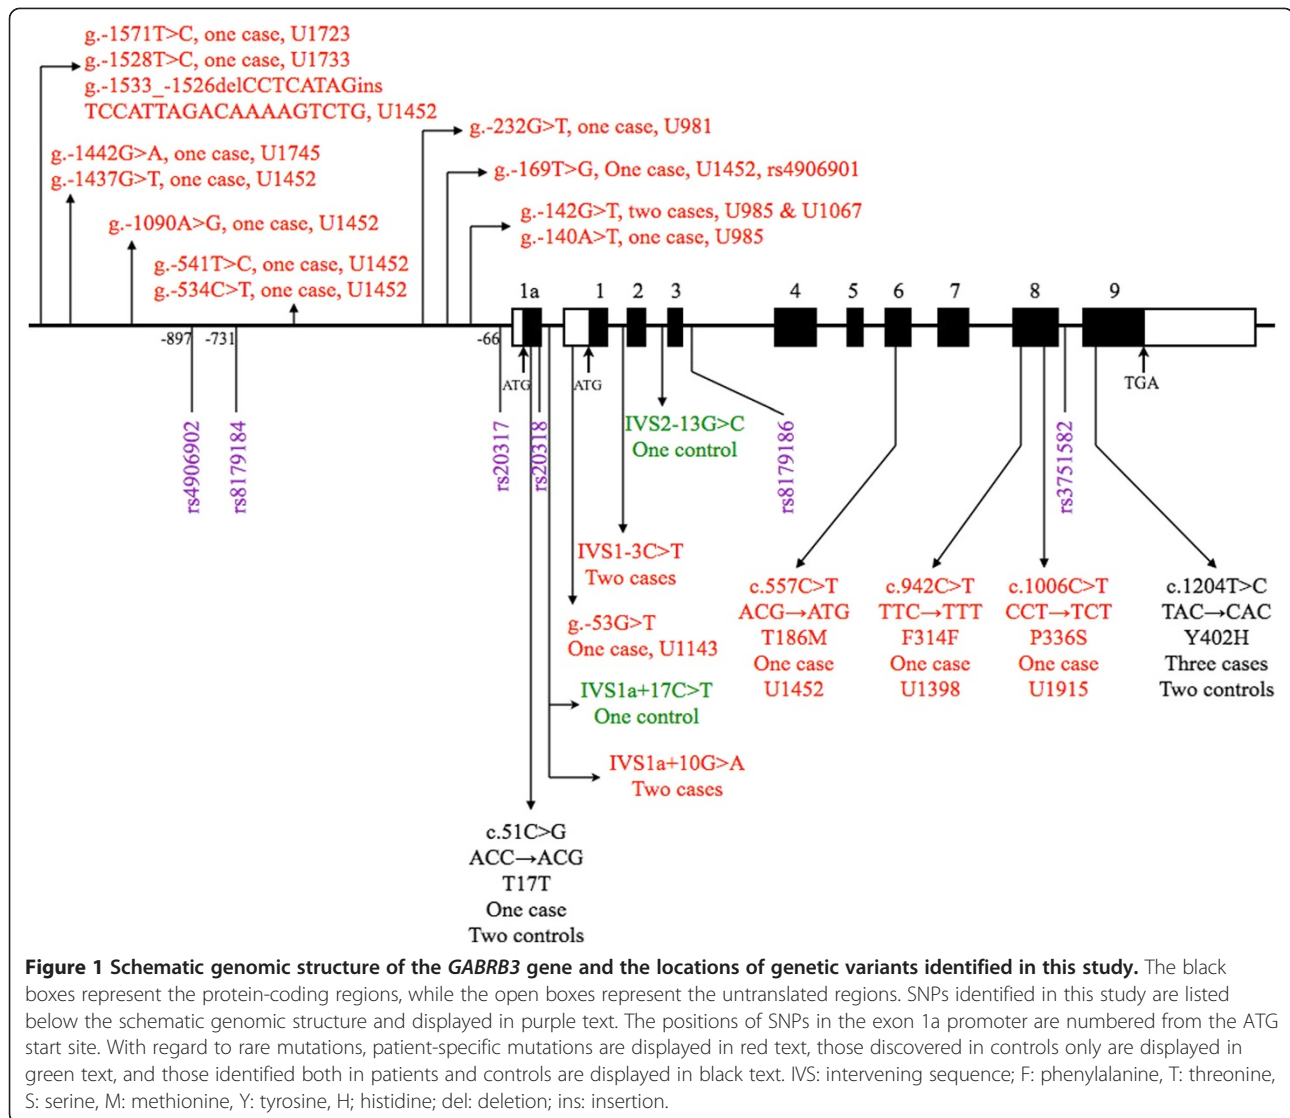 g.-1571T>C, one case, U1723
g.-1528T>C, one case, U1733
g.-1533_-1526delCCTCATAGins
TCCATTAGACAAAAGTCTG, U1452
g.-1442G>A, one case, U1745
g.-1437G>T, one case, U1452
g.-1090A>G, one case, U1452
g.-541T>C, one case, U1452
g.-534C>T, one case, U1452
g.-232G>T, one case, U981
g.-169T>G, One case, U1452, rs4906901
g.-142G>T, two cases, U985 & U1067
g.-140A>T, one case, U985
1a 1 2 3 4 5 6 7 8 9
-897 -731 -66
ATG ATG TGA
rs4906902
rs8179184
rs20317
rs20318
rs8179186
rs3751582
IVS2-13G>C
One control
IVS1-3C>T
Two cases
g.-53G>T
One case, U1143
IVS1a+17C>T
One control
IVS1a+10G>A
Two cases
c.51C>G
ACC→ACG
T17T
One case
Two controls
c.557C>T
ACG→ATG
T186M
One case
U1452
c.942C>T
TTC→TTT
F314F
One case
U1398
c.1006C>T
CCT→TCT
P336S
One case
U1915
c.1204T>C
TAC→CAC
Y402H
Three cases
Two controls
Figure 1 Schematic genomic structure of the GABRB3 gene and the locations of genetic variants identified in this study. The black
boxes represent the protein-coding regions, while the open boxes represent the untranslated regions. SNPs identified in this study are listed
below the schematic genomic structure and displayed in purple text. The positions of SNPs in the exon 1a promoter are numbered from the ATG
start site. With regard to rare mutations, patient-specific mutations are displayed in red text, those discovered in controls only are displayed in
green text, and those identified both in patients and controls are displayed in black text. IVS: intervening sequence; F: phenylalanine, T: threonine,
S: serine, M: methionine, Y: tyrosine, H; histidine; del: deletion; ins: insertion.